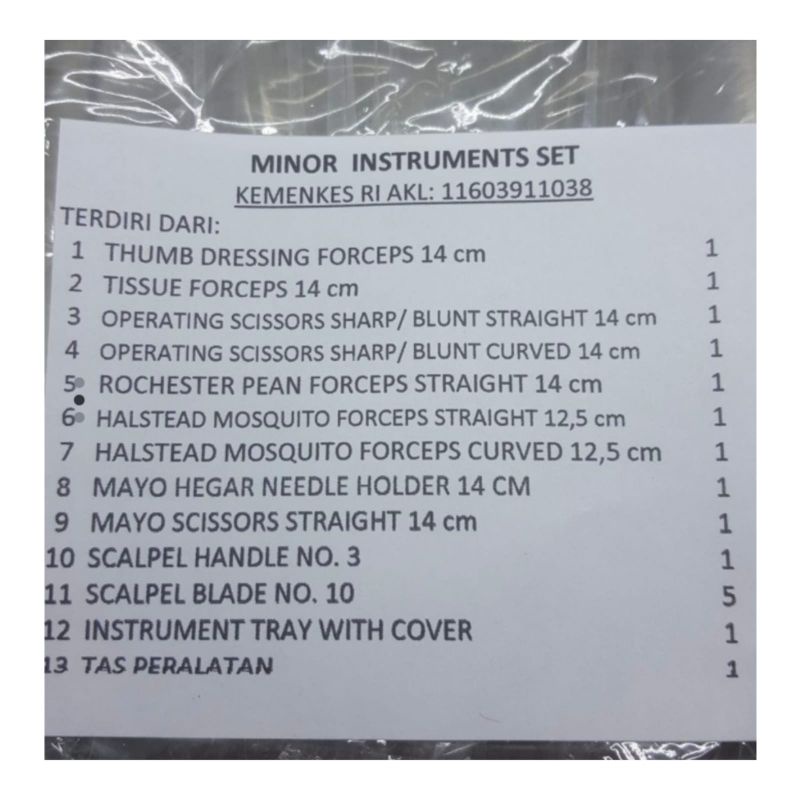 MINOR INSTRUMENTS SET
KEMENKES RI AKL: 11603911038
TERDIRI DARI:
1 THUMB DRESSING FORCEPS 14 cm 1
2 TISSUE FORCEPS 14 cm 1
3 OPERATING SCISSORS SHARP/ BLUNT STRAIGHT 14 cm 1
4 OPERATING SCISSORS SHARP/ BLUNT CURVED 14 cm 1
5 ROCHESTER PEAN FORCEPS STRAIGHT 14 cm 1
6 HALSTEAD MOSQUITO FORCEPS STRAIGHT 12,5 cm 1
7 HALSTEAD MOSQUITO FORCEPS CURVED 12,5 cm 1
8 MAYO HEGAR NEEDLE HOLDER 14 CM 1
9 MAYO SCISSORS STRAIGHT 14 cm 1
10 SCALPEL HANDLE NO. 3 1
11 SCALPEL BLADE NO. 10 5
12 INSTRUMENT TRAY WITH COVER 1
13 TAS PERALATAN 1